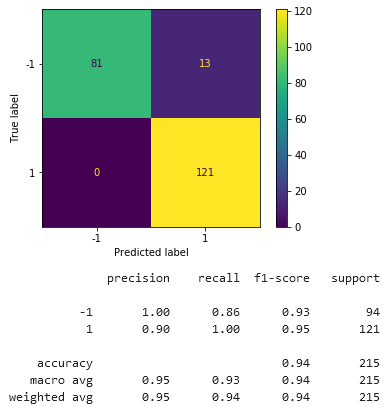 120
100
-1
81
13
80
True label
60
40
1
0
121
20
0
-1
1
Predicted label
precision recall f1-score support
-1 1.00 0.86 0.93 94
1 0.90 1.00 0.95 121
accuracy 0.94 215
macro avg 0.95 0.93 0.94 215
weighted avg 0.95 0.94 0.94 215